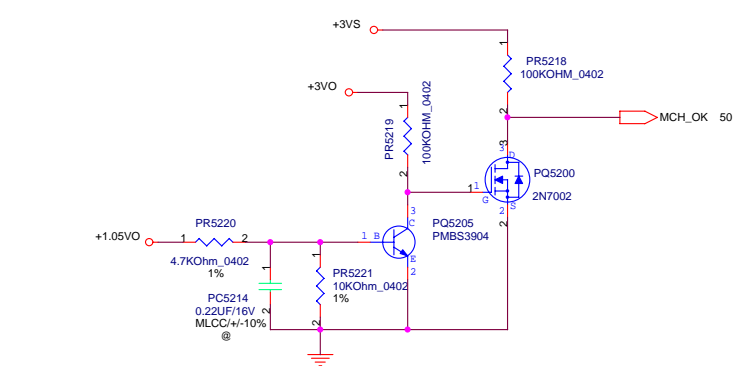 +3VS
1
PR5218
100KOHM_0402
2
+3VO
1
PR5219
100KOHM_0402
2
MCH_OK 50
3
3
D
PQ5200
1
1
G
2N7002
2
S
2
3
C
PQ5205
PMBS3904
1
B
E
2
PR5220
+1.05VO
1
2
4.7KOhm_0402
1%
1
PR5221
10KOhm_0402
1%
2
1
PC5214
0.22UF/16V
2
MLCC/+/-10%
@